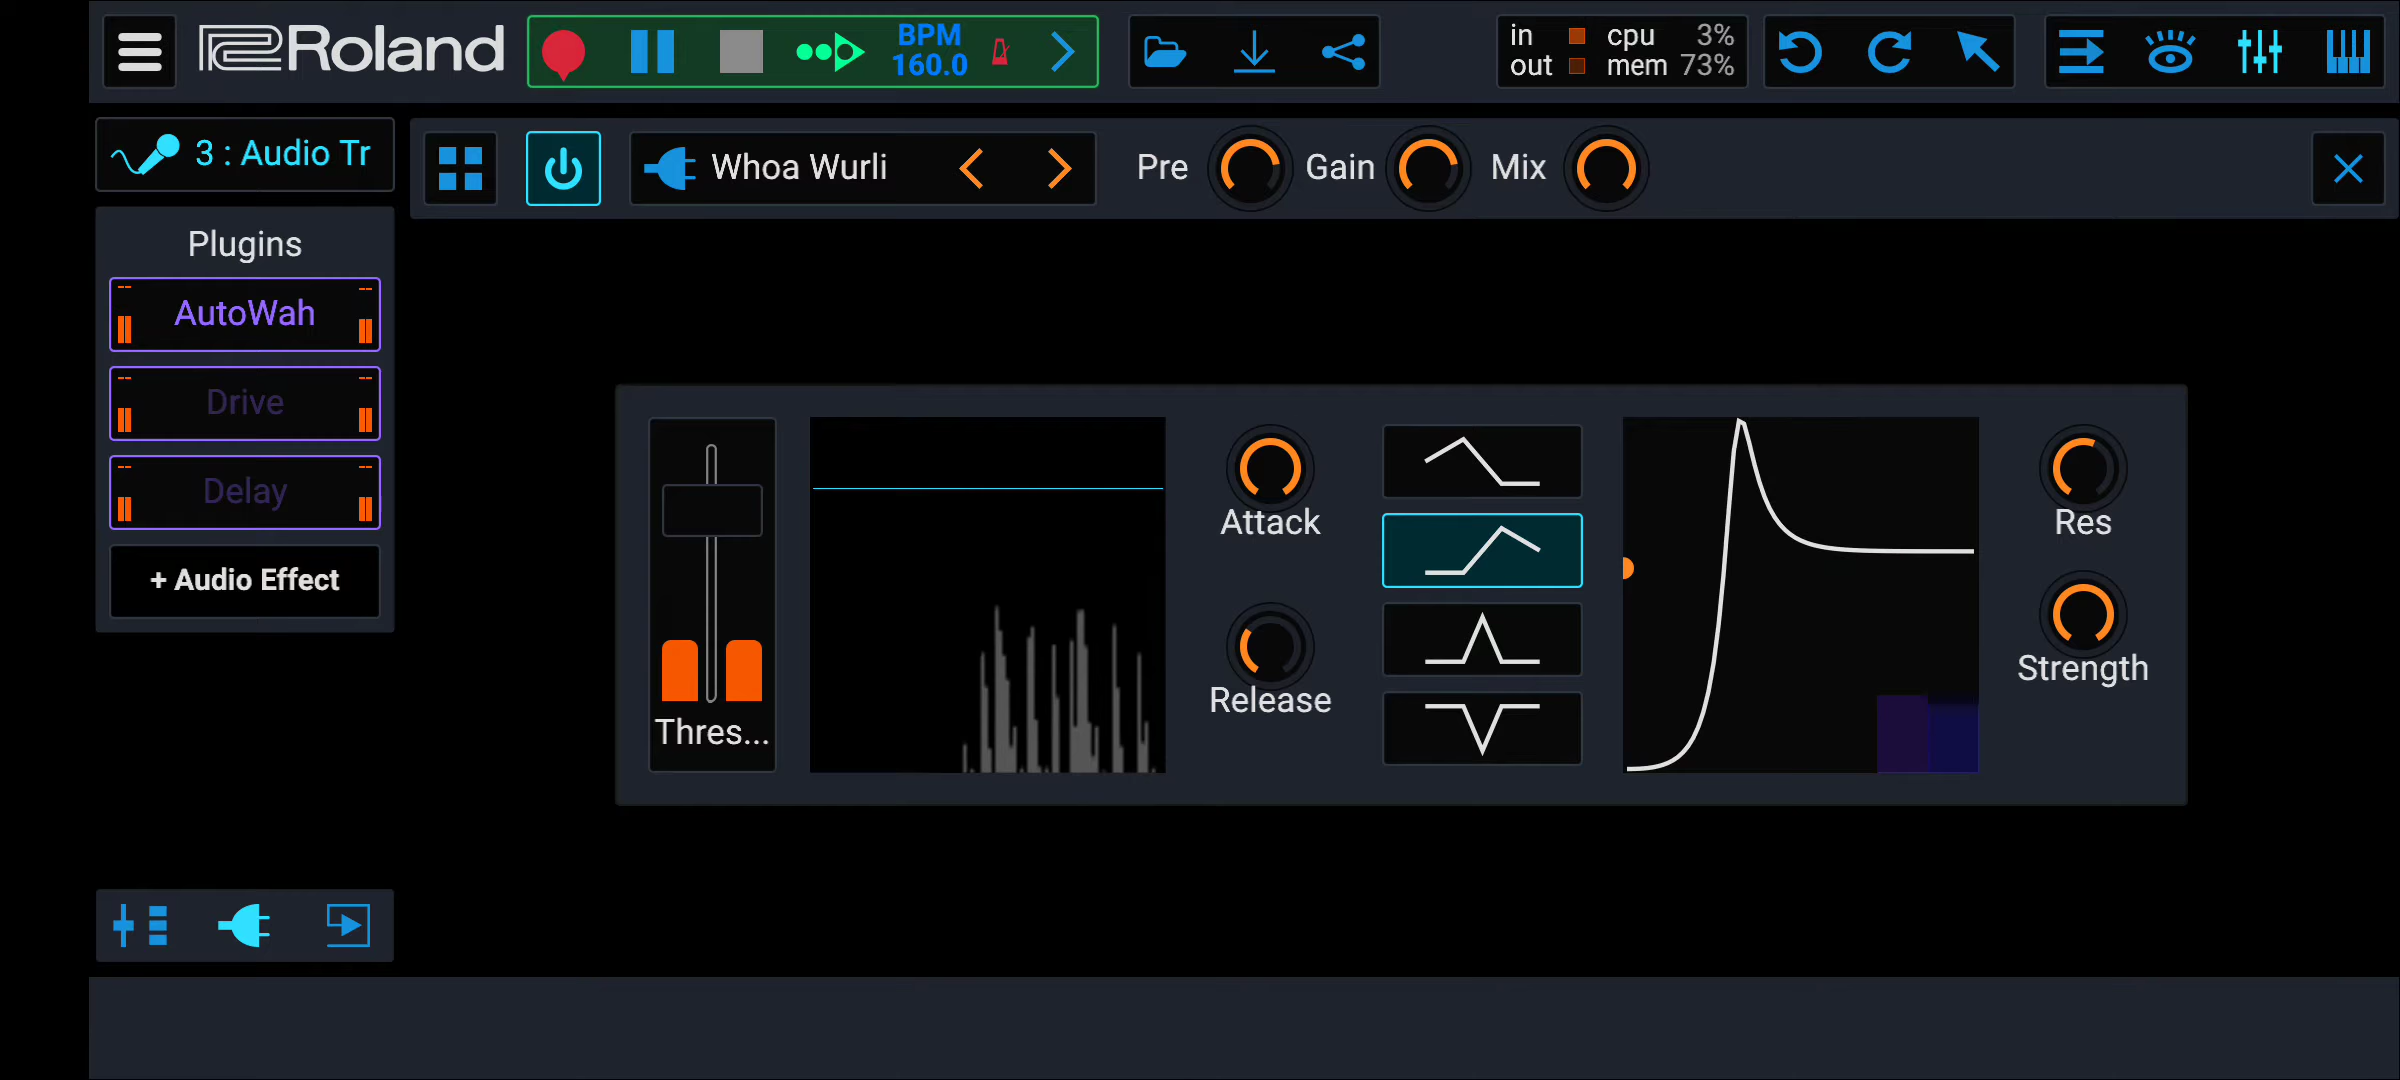 Roland
BPM
160.0
in
cpu 3%
out
mem 73%
3 : Audio Tr
Whoa Wurli
Pre
Gain
Mix
Plugins
AutoWah
Drive
Delay
+ Audio Effect
Thres...
Attack
Release
Res
Strength